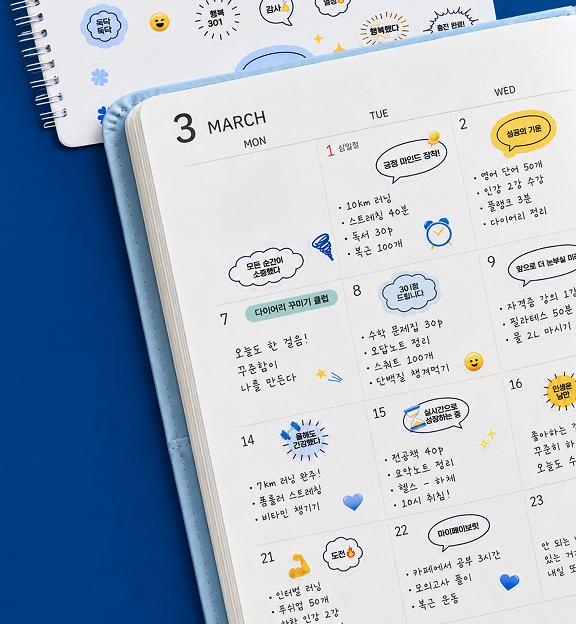 독닥
독닥
행복
301
감사
행복했다
출진 완료!
3 MARCH
MON
TUE
WED
1 삼일절
긍정 마인드 장착!
• 10km 러닝
• 스트레칭 40분
• 독서 30p
• 복근 100개
2
성공의 기운
• 영어 단어 50개
• 인강 2강 수강
• 플랭크 3분
• 다이어리 정리
모든 순간이
소중했다
7
다이어리 꾸미기 클럽
오늘도 한 걸음!
꾸준함이
나를 만든다
8
301점
드립니다
• 수학 문제집 30p
• 오답노트 정리
• 스쿼트 100개
• 단백질 챙겨먹기
9
앞으로 더 눈부실
• 자격증 강의 1강
• 필라테스 50분
• 물 2L 마시기
14
올해도
건강했다
• 7km 러닝 완주!
• 폼롤러 스트레칭
• 비타민 챙기기
15
실시간으로
성장하는 중
• 전공책 40p
• 요약노트 정리
• 헬스 - 하체
• 10시 취침!
16
인생은
낭만
좋아하는
꾸준히
오늘도
21
도전
• 인터벌 러닝
• 푸쉬업 50개
인강 2강
22
마이페이보릿
• 카페에서 공부 3시간
• 모의고사 풀이
• 복근 운동
23
안 되는
있는
내일 또